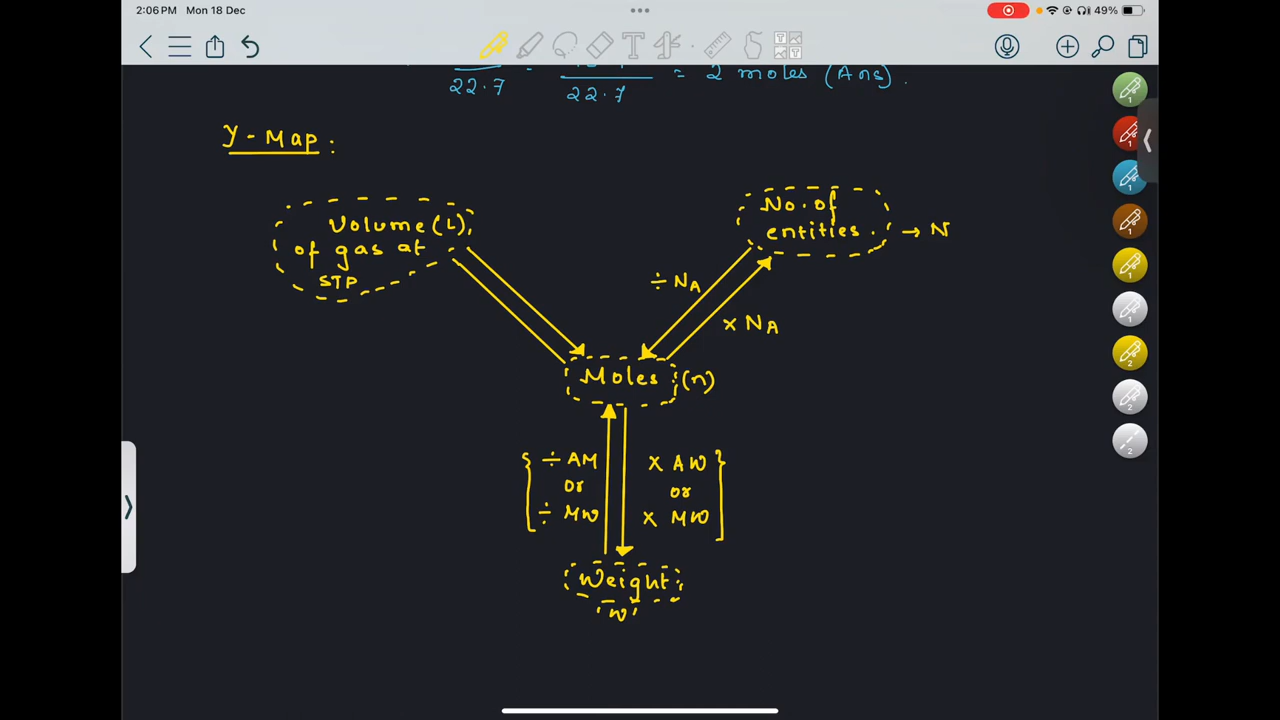 2:06 PM Mon 18 Dec
49%
22.7 22.7 = 2 moles (Ans).
Y-Map:
Volume (L),
of gas at
STP
No. of
entities. → N
÷ NA
× NA
Moles (n)
÷ AM
or
÷ MW
× AW
or
× MW
Weight
'W'